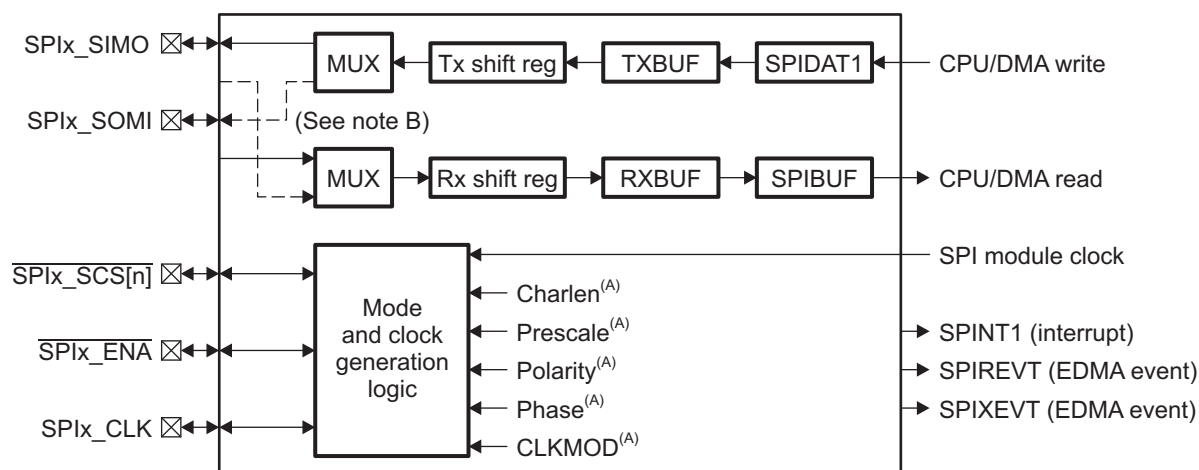 SPIx_SIMO MUX Tx shift reg TXBUF SPIDAT1 CPU/DMA write
SPIx_SOMI (See note B)
MUX Rx shift reg RXBUF SPIBUF CPU/DMA read
SPIx_SCS[n] SPI module clock
Charlen(A)
Mode
and clock
generation
logic
Prescale(A) SPINT1 (interrupt)
SPIx_ENA Polarity(A) SPIREVT (EDMA event)
Phase(A) SPIXEVT (EDMA event)
SPIx_CLK CLKMOD(A)